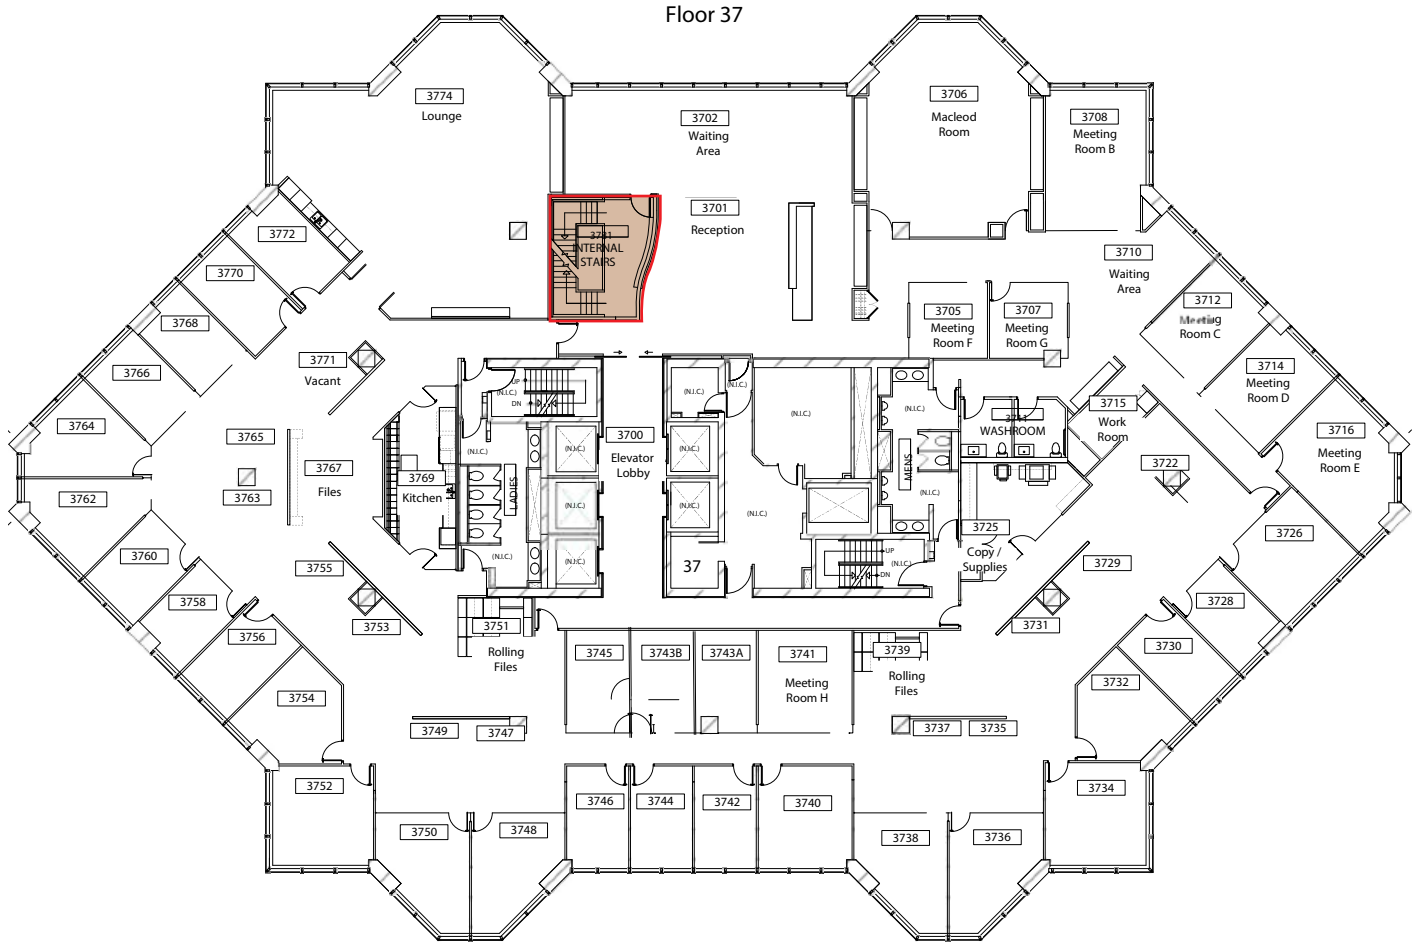 Floor 37
3774
Lounge
3702
Waiting
Area
3706
Macleod
Room
3708
Meeting
Room B
3701
Reception
3772
3781
INTERNAL
STAIRS
3710
Waiting
Area
3770
3768
3766
3771
Vacant
3764
3765
3763
3762
3767
Files
3769
Kitchen
3760
3755
3758
3753
3756
3754
3752
3751
Rolling
Files
3749
3747
3750
3748
UP
DN
(N.I.C.)
(N.I.C.)
(N.I.C.)
LADIES
(N.I.C.)
(N.I.C.)
(N.I.C.)
3700
Elevator
Lobby
(N.I.C.)
(N.I.C.)
(N.I.C.)
(N.I.C.)
(N.I.C.)
(N.I.C.)
37
(N.I.C.)
MENS
(N.I.C.)
(N.I.C.)
UP
DN
3705
Meeting
Room F
3707
Meeting
Room G
3712
Meeting
Room C
3714
Meeting
Room D
3716
Meeting
Room E
3715
Work
Room
WASHROOM
3722
3725
Copy /
Supplies
3726
3729
3728
3731
3730
3732
3734
3745
3743B
3743A
3741
Meeting
Room H
3739
Rolling
Files
3737
3735
3746
3744
3742
3740
3738
3736